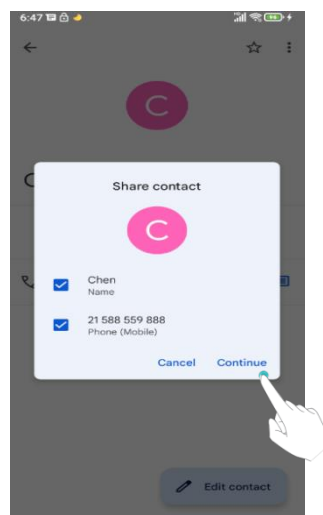 6:47
C
C
Share contact
C
Chen
Name
21 588 559 888
Phone (Mobile)
Cancel Continue
Edit contact